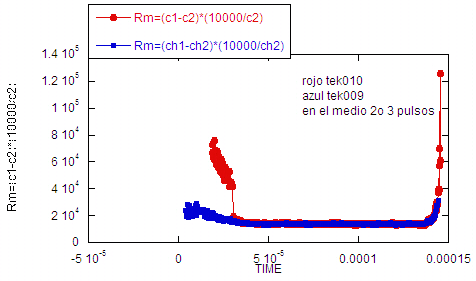 Rm=(c1-c2)*(10000/c2)
Rm=(ch1-ch2)*(10000/ch2)
1.4 10⁵
1.2 10⁵
1 10⁵
8 10⁴
6 10⁴
4 10⁴
2 10⁴
0
rojo tek010
azul tek009
en el medio 2o 3 pulsos
Rm=(c1-c2)*(10000/c2)
-5 10⁻⁵
0
5 10⁻⁵
0.0001
0.00015
TIME